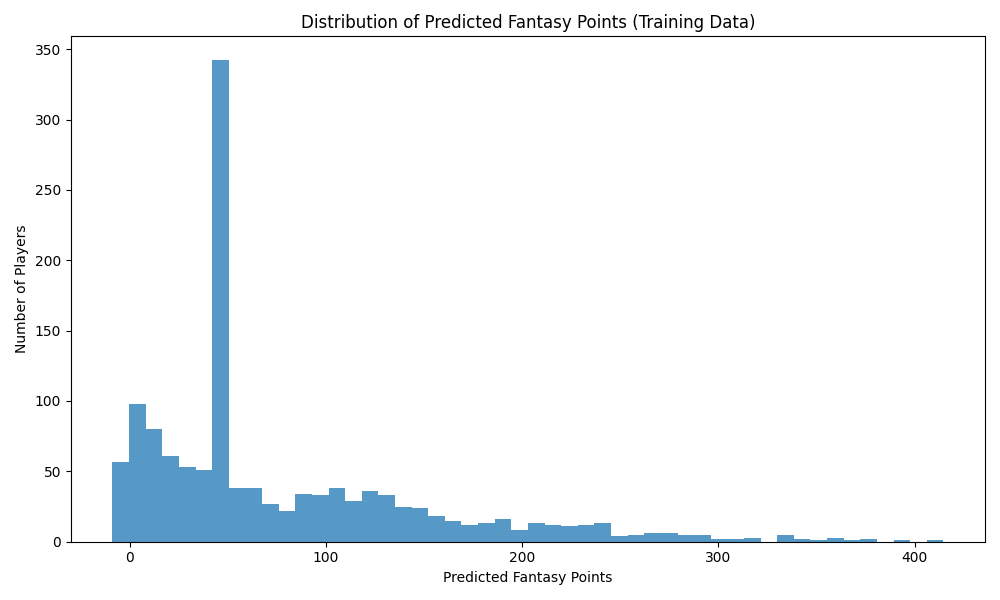 Distribution of Predicted Fantasy Points (Training Data)
Number of Players
350
300
250
200
150
100
50
0
0 100 200 300 400
Predicted Fantasy Points